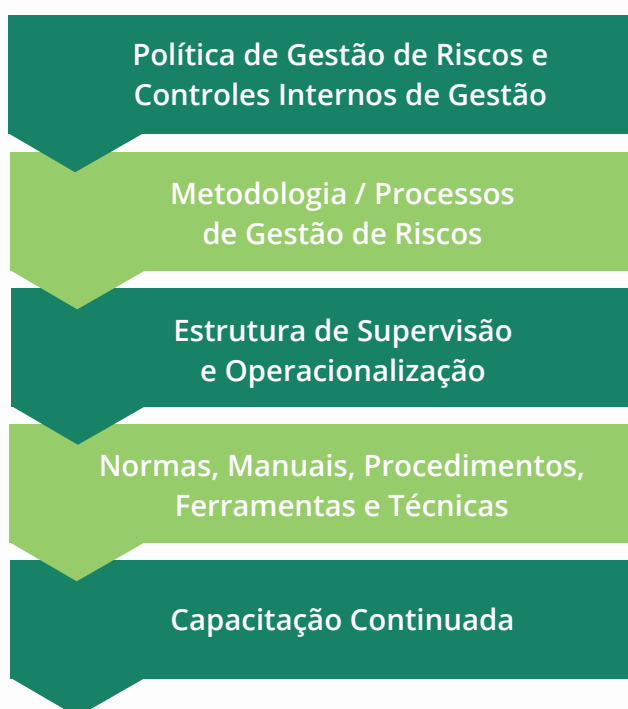 Política de Gestão de Riscos e
Controles Internos de Gestão
Metodologia / Processos
de Gestão de Riscos
Estrutura de Supervisão
e Operacionalização
Normas, Manuais, Procedimentos,
Ferramentas e Técnicas
Capacitação Continuada